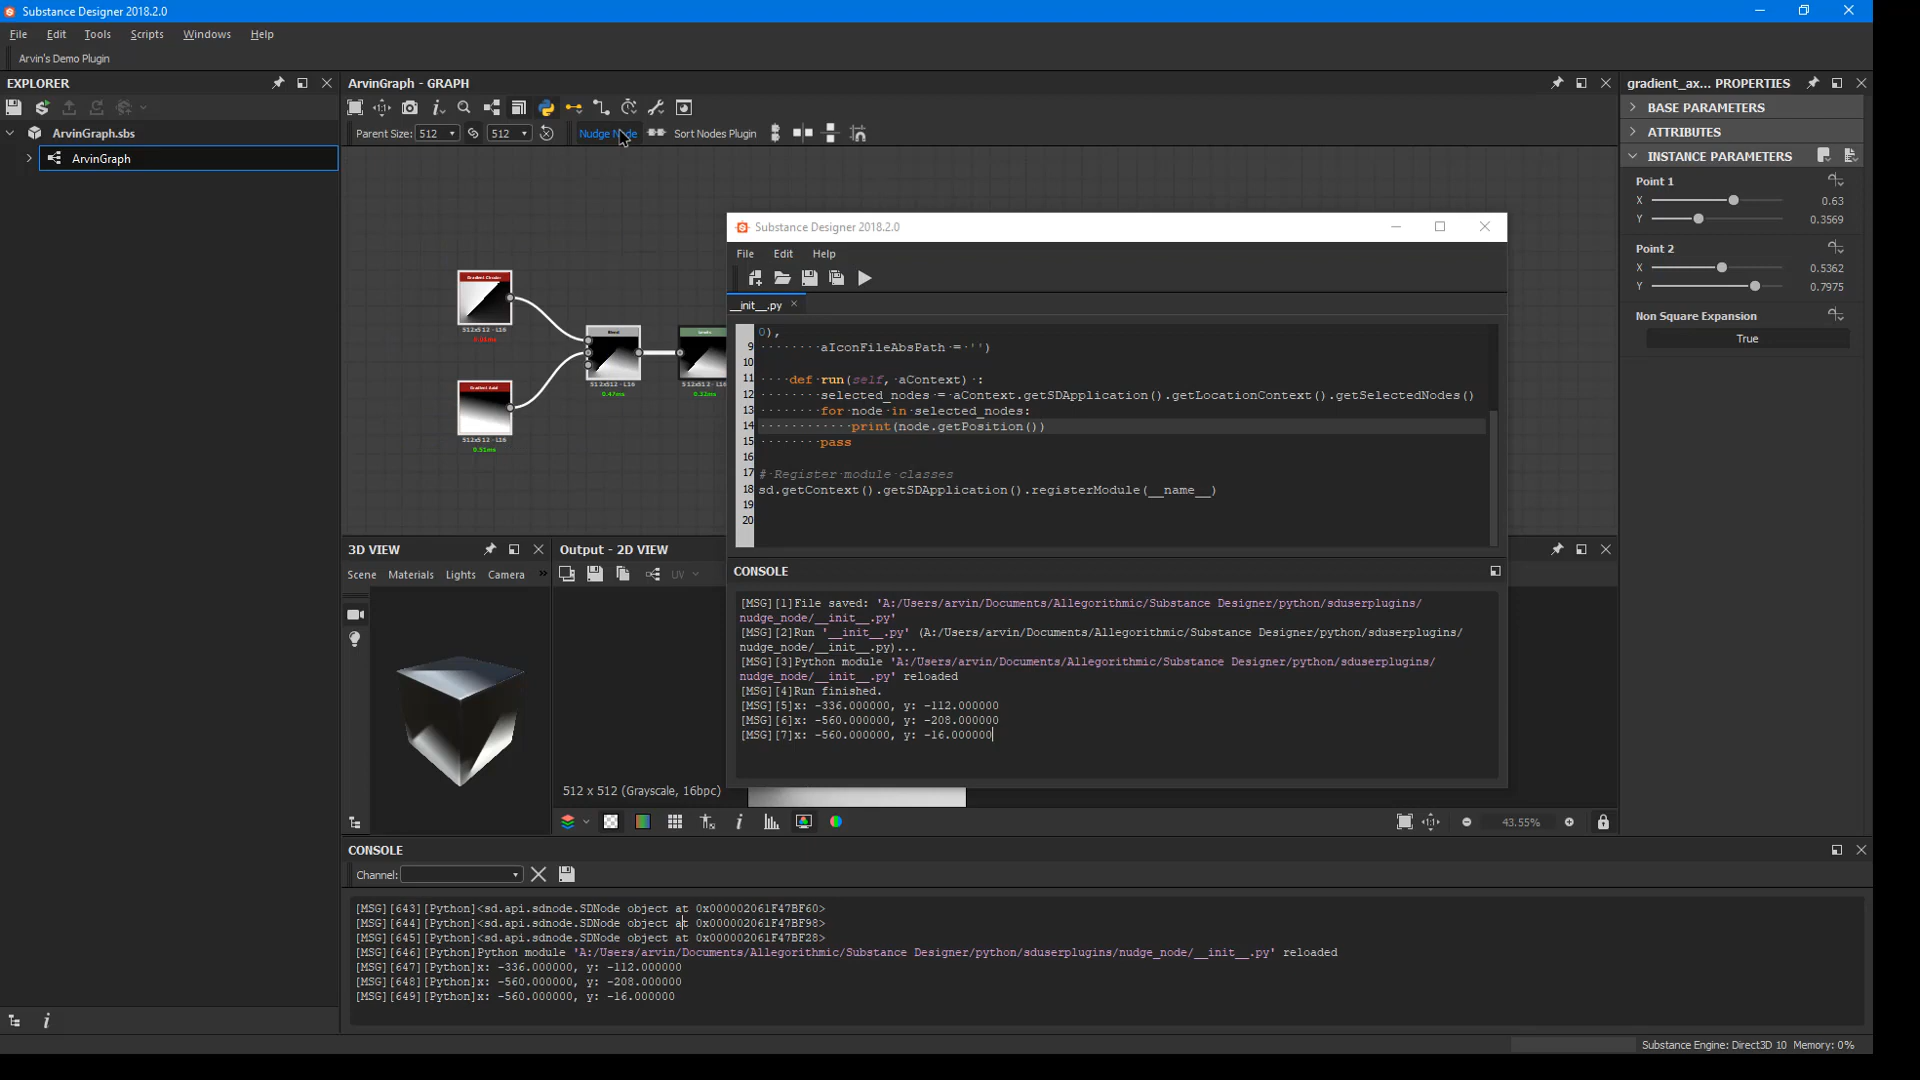 Substance Designer 2018.2.0
File Edit Tools Scripts Windows Help
Arvin's Demo Plugin
EXPLORER
ArvinGraph.sbs
ArvinGraph
ArvinGraph - GRAPH
Parent Size: 512 512 Nudge Node Sort Nodes Plugin
512x512 - L16
0.47ms
0.32ms
512x512 - L16
0.51ms
Substance Designer 2018.2.0
File Edit Help
__init__.py
0),
9 ········aIconFileAbsPath = '')
10
11 ····def run(self, aContext) :
12 ········selected_nodes = aContext.getSDApplication().getLocationContext().getSelectedNodes()
13 ········for node in selected_nodes:
14 ············print(node.getPosition())
15 ········pass
16
17 # Register module classes
18 sd.getContext().getSDApplication().registerModule(__name__)
19
20
CONSOLE
[MSG][1]File saved: 'A:/Users/arvin/Documents/Allegorithmic/Substance Designer/python/sduserplugins/
nudge_node/__init__.py'
[MSG][2]Run '__init__.py' (A:/Users/arvin/Documents/Allegorithmic/Substance Designer/python/sduserplugins/
nudge_node/__init__.py)...
[MSG][3]Python module 'A:/Users/arvin/Documents/Allegorithmic/Substance Designer/python/sduserplugins/
nudge_node/__init__.py' reloaded
[MSG][4]Run finished.
[MSG][5]x: -336.000000, y: -112.000000
[MSG][6]x: -560.000000, y: -208.000000
[MSG][7]x: -560.000000, y: -16.000000
3D VIEW
Scene Materials Lights Camera »
Output - 2D VIEW
UV
512 x 512 (Grayscale, 16bpc)
43.55%
gradient_ax... PROPERTIES
BASE PARAMETERS
ATTRIBUTES
INSTANCE PARAMETERS
Point 1
X 0.63
Y 0.3569
Point 2
X 0.5362
Y 0.7975
Non Square Expansion
True
CONSOLE
Channel:
[MSG][643][Python]<sd.api.sdnode.SDNode object at 0x000002061F47BF60>
[MSG][644][Python]<sd.api.sdnode.SDNode object at 0x000002061F47BF98>
[MSG][645][Python]<sd.api.sdnode.SDNode object at 0x000002061F47BF28>
[MSG][646][Python]Python module 'A:/Users/arvin/Documents/Allegorithmic/Substance Designer/python/sduserplugins/nudge_node/__init__.py' reloaded
[MSG][647][Python]x: -336.000000, y: -112.000000
[MSG][648][Python]x: -560.000000, y: -208.000000
[MSG][649][Python]x: -560.000000, y: -16.000000
Substance Engine: Direct3D 10 Memory: 0%